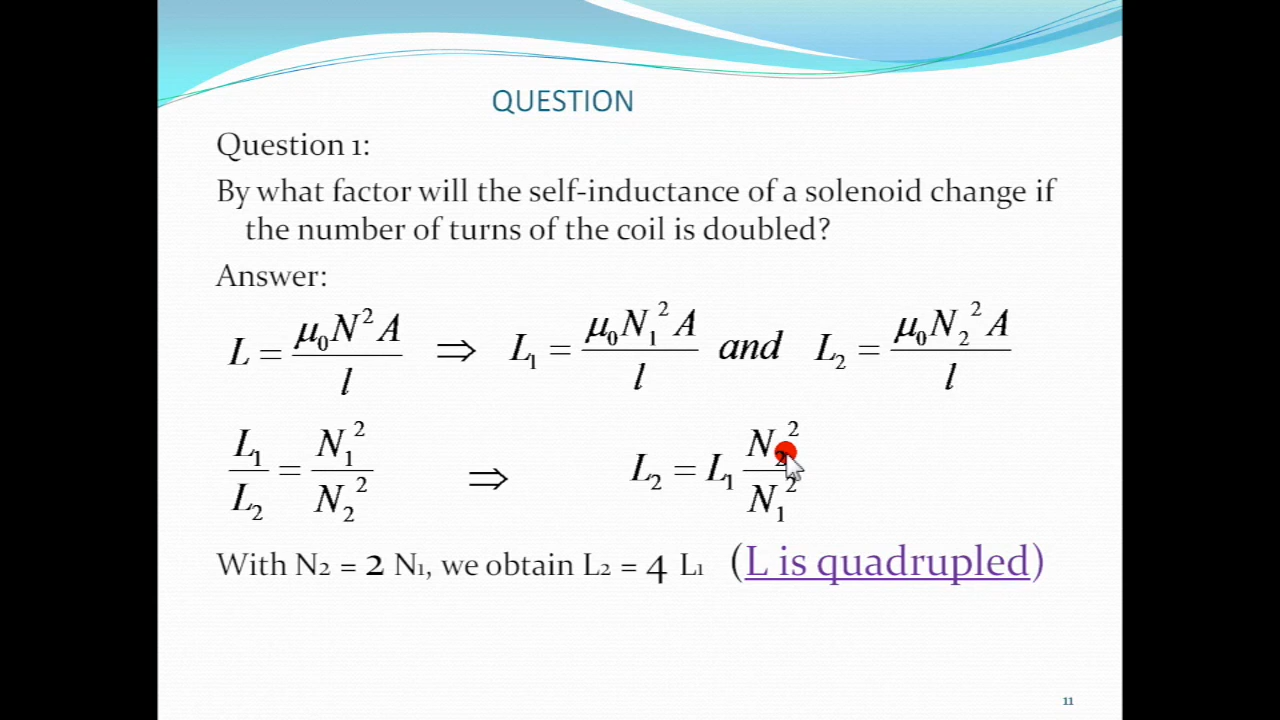 QUESTION
Question 1:
By what factor will the self-inductance of a solenoid change if
the number of turns of the coil is doubled?
Answer:
L = μ₀N²A / l ⇒ L₁ = μ₀N₁²A / l and L₂ = μ₀N₂²A / l
L₁ / L₂ = N₁² / N₂² ⇒ L₂ = L₁ N₂² / N₁²
With N₂ = 2 N₁, we obtain L₂ = 4 L₁ (L is quadrupled)
11